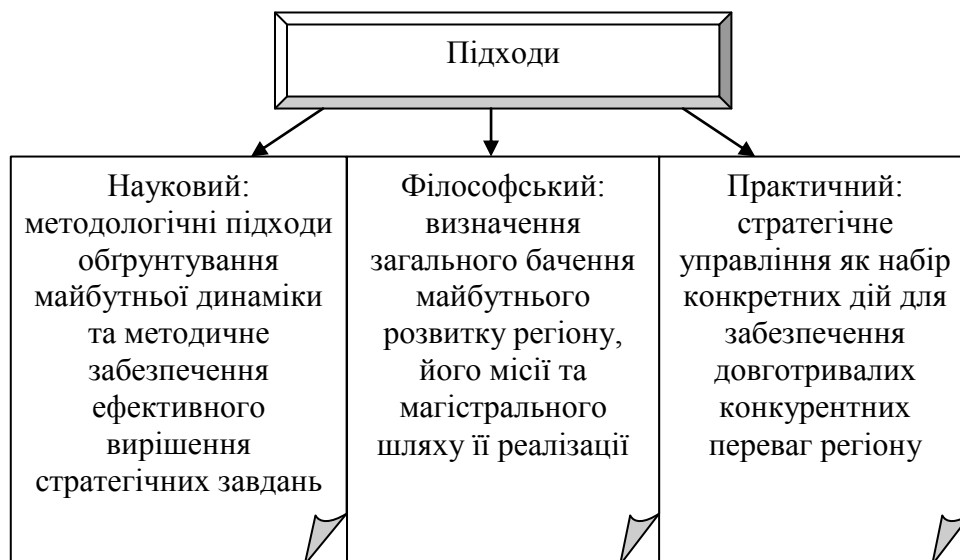 Підходи
Науковий:
методологічні підходи
обґрунтування
майбутньої динаміки
та методичне
забезпечення
ефективного
вирішення
стратегічних завдань
Філософський:
визначення
загального бачення
майбутнього
розвитку регіону,
його місії та
магістрального
шляху її реалізації
Практичний:
стратегічне
управління як набір
конкретних дій для
забезпечення
довготривалих
конкурентних
переваг регіону